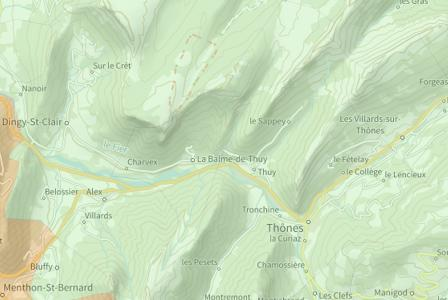 les Gras
Sur le Crêt
Forgeas
Nanoir
Dingy-St-Clair
le Sappey
Les Villards-sur-
Thônes
le Fier
Charvex
La Balme-de-Thuy
le Fételay
Thuy
le Collège
le Lencieux
Belossier
Alex
Villards
Tronchine
Thônes
la Curiaz
les Pesets
Chamossière
Bluffy
Menthon-St-Bernard
Montremont
Les Clefs
Manigod